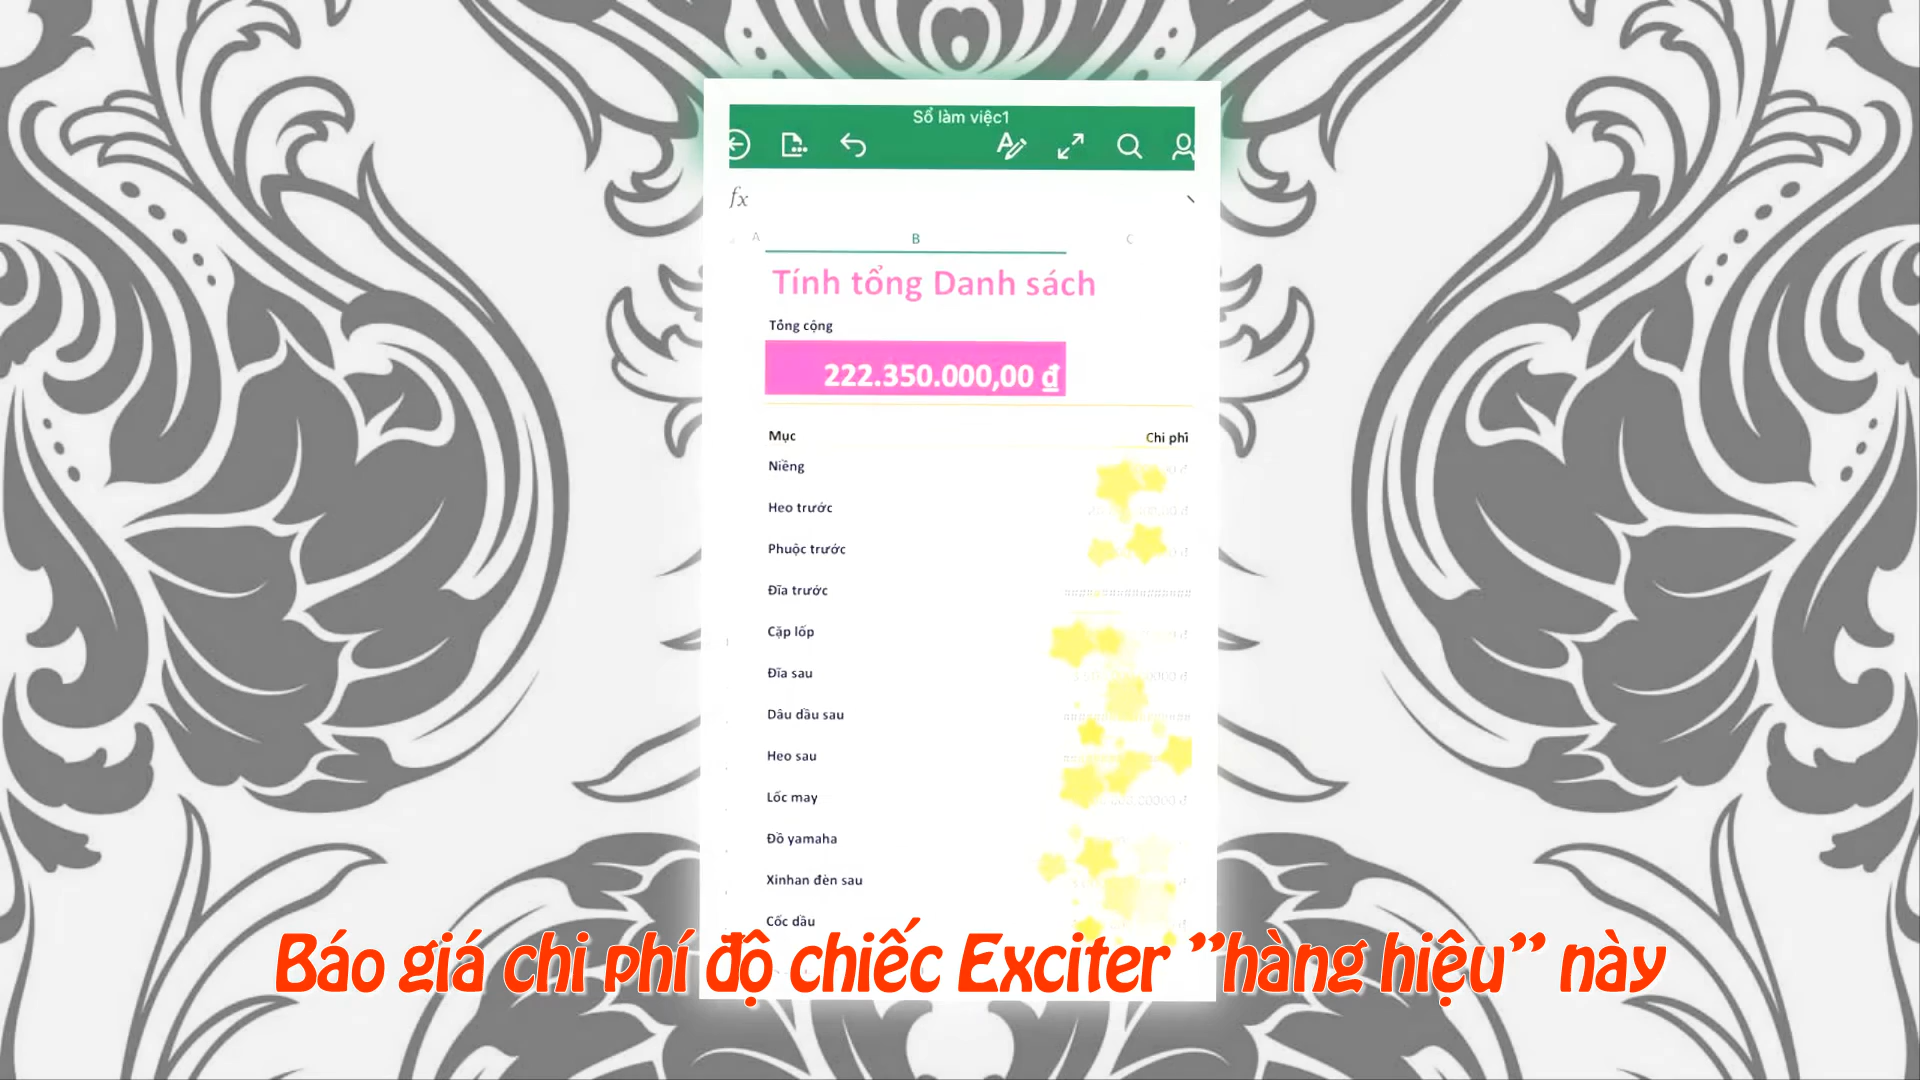 Sổ làm việc1
fx
A B C
Tính tổng Danh sách
Tổng cộng
222.350.000,00 ₫
Mục Chi phí
Niềng
Heo trước
Phuộc trước
Đĩa trước
Cặp lốp
Đĩa sau
Dâu dầu sau
Heo sau
Lốc may
Đồ yamaha
Xinhan đèn sau
Cốc dầu
Báo giá chi phí độ chiếc Exciter "hàng hiệu" này